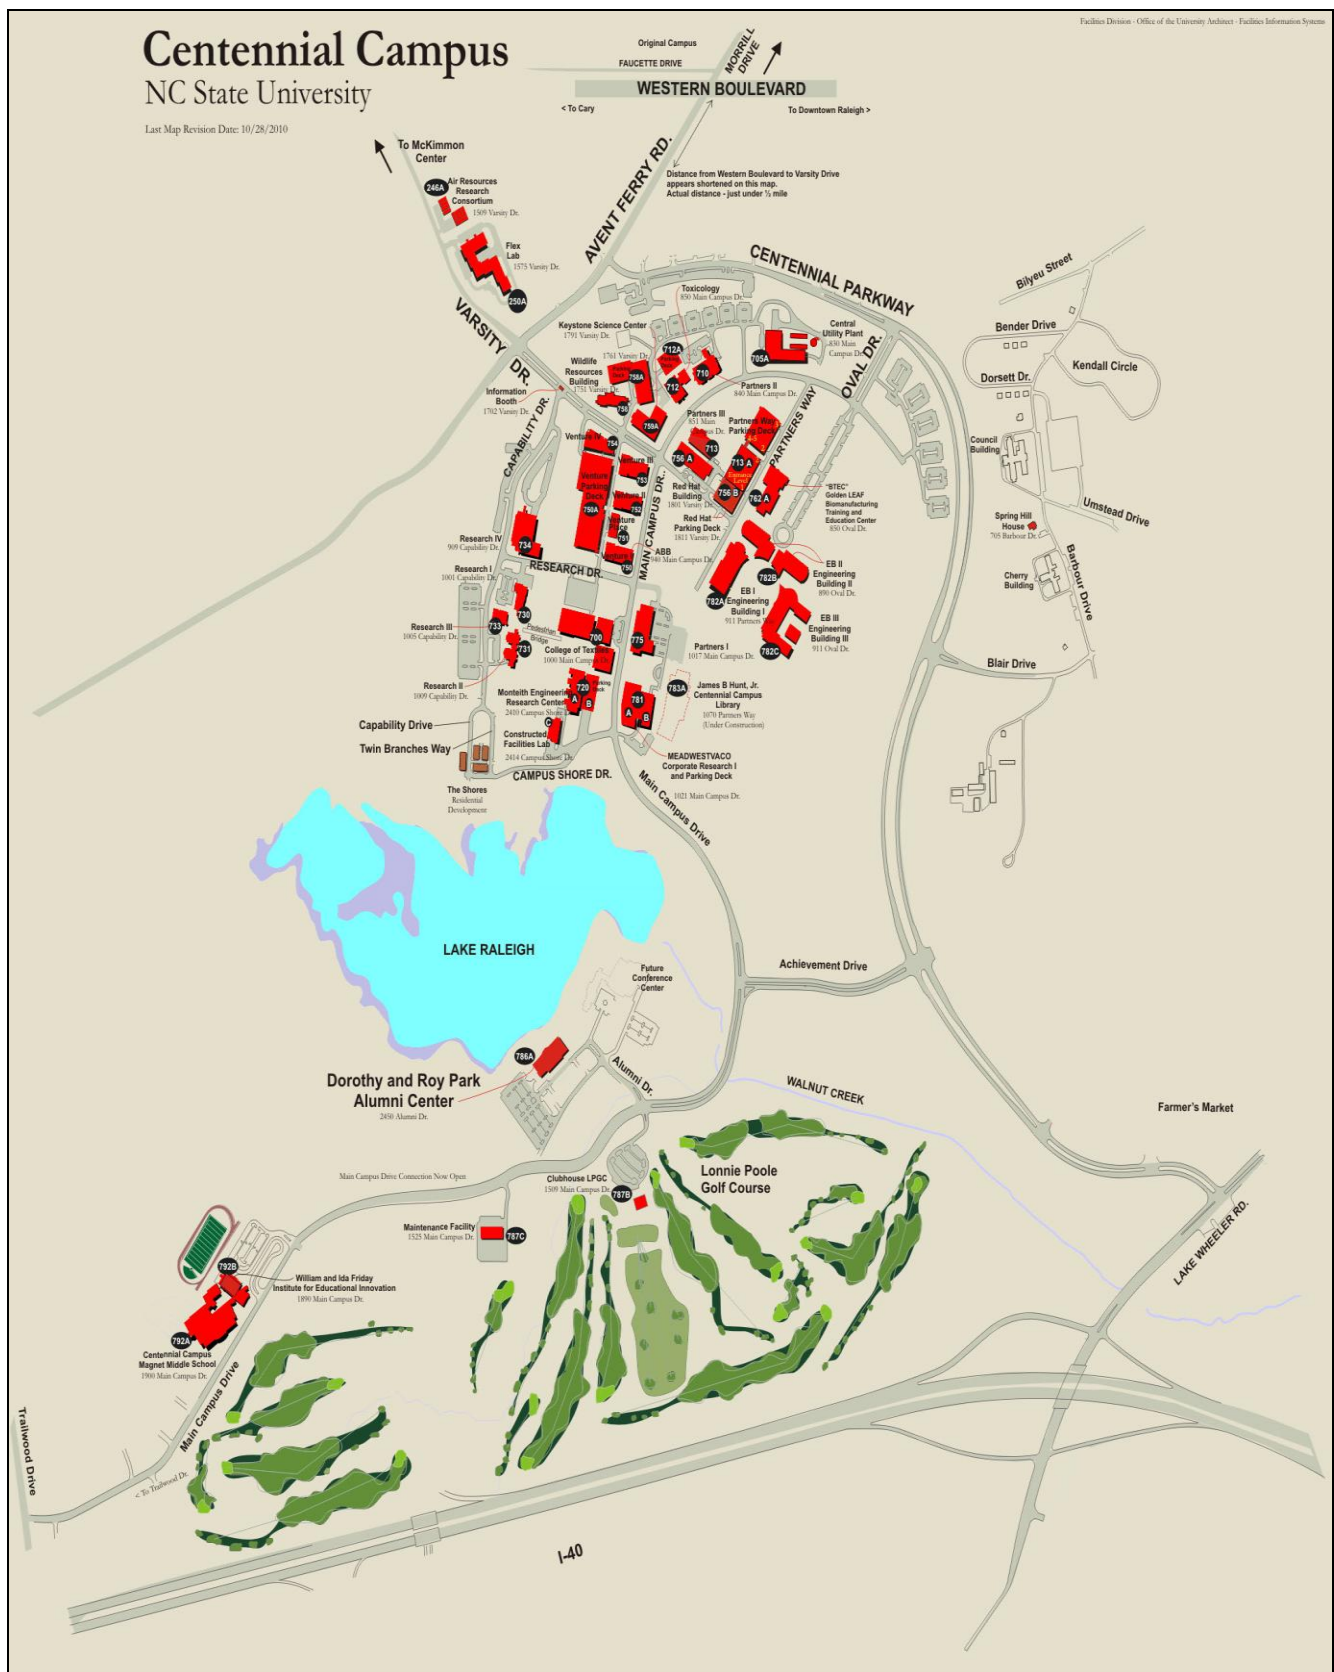 Facilities Division - Office of the University Architect - Facilities Information Systems
Centennial Campus
NC State University
Last Map Revision Date: 10/28/2010
Original Campus
FAUCETTE DRIVE
MORRILL
DRIVE
WESTERN BOULEVARD
< To Cary
To Downtown Raleigh >
AVENT FERRY RD.
Distance from Western Boulevard to Varsity Drive
appears shortened on this map.
Actual distance - just under ½ mile
To McKimmon
Center
246A
Air Resources
Research
Consortium
1509 Varsity Dr.
Flex
Lab
1575 Varsity Dr.
250A
VARSITY DR.
CENTENNIAL PARKWAY
Toxicology
850 Main Campus Dr.
Keystone Science Center
1791 Varsity Dr.
712A
Parking
Deck
712
710
705A
Central
Utility Plant
830 Main
Campus Dr.
OVAL DR.
1761 Varsity Dr.
Parking
Deck
758A
Wildlife
Resources
Building
1751 Varsity Dr.
758
759A
Information
Booth
1702 Varsity Dr.
Partners II
840 Main Campus Dr.
Partners III
851 Main
Campus Dr.
713
Partners Way
Parking Deck
713 A
Entrance
Level
PARTNERS WAY
756 A
756 B
Red Hat
Building
1801 Varsity Dr.
Red Hat
Parking Deck
1811 Varsity Dr.
762 A
"BTEC"
Golden LEAF
Biomanufacturing
Training and
Education Center
850 Oval Dr.
CAPABILITY DR.
Venture IV
754
Venture III
753
Venture
Parking
Deck
750A
Venture II
752
Venture
Place
751
Venture I
750
MAIN CAMPUS DR.
ABB
940 Main Campus Dr.
Research IV
909 Capability Dr.
734
RESEARCH DR.
Research I
1001 Capability Dr.
730
Research III
1005 Capability Dr.
733
731
Pedestrian
Bridge
Research II
1009 Capability Dr.
700
College of Textiles
1000 Main Campus Dr.
775
Partners I
1017 Main Campus Dr.
782A
EB I
Engineering
Building I
911 Partners Way
782B
EB II
Engineering
Building II
890 Oval Dr.
782C
EB III
Engineering
Building III
911 Oval Dr.
Monteith Engineering
Research Center
2410 Campus Shore Dr.
720
A
B
Parking
Deck
C
Constructed
Facilities Lab
2414 Campus Shore Dr.
781
A
B
783A
James B Hunt, Jr.
Centennial Campus
Library
1070 Partners Way
(Under Construction)
MEADWESTVACO
Corporate Research I
and Parking Deck
1021 Main Campus Dr.
Capability Drive
Twin Branches Way
CAMPUS SHORE DR.
The Shores
Residential
Development
Main Campus Drive
Bilyeu Street
Bender Drive
Kendall Circle
Dorsett Dr.
Council
Building
Umstead Drive
Spring Hill
House
705 Barbour Dr.
Cherry
Building
Barbour Drive
Blair Drive
LAKE RALEIGH
Future
Conference
Center
Achievement Drive
786A
Dorothy and Roy Park
Alumni Center
2450 Alumni Dr.
Alumni Dr.
WALNUT CREEK
Farmer's Market
Main Campus Drive Connection Now Open
Clubhouse LPGC
1509 Main Campus Dr.
787B
Lonnie Poole
Golf Course
Maintenance Facility
1525 Main Campus Dr.
787C
LAKE WHEELER RD.
792B
William and Ida Friday
Institute for Educational Innovation
1890 Main Campus Dr.
792A
Centennial Campus
Magnet Middle School
1900 Main Campus Dr.
Main Campus Drive
Trailwood Drive
< To Trailwood Dr.
I-40